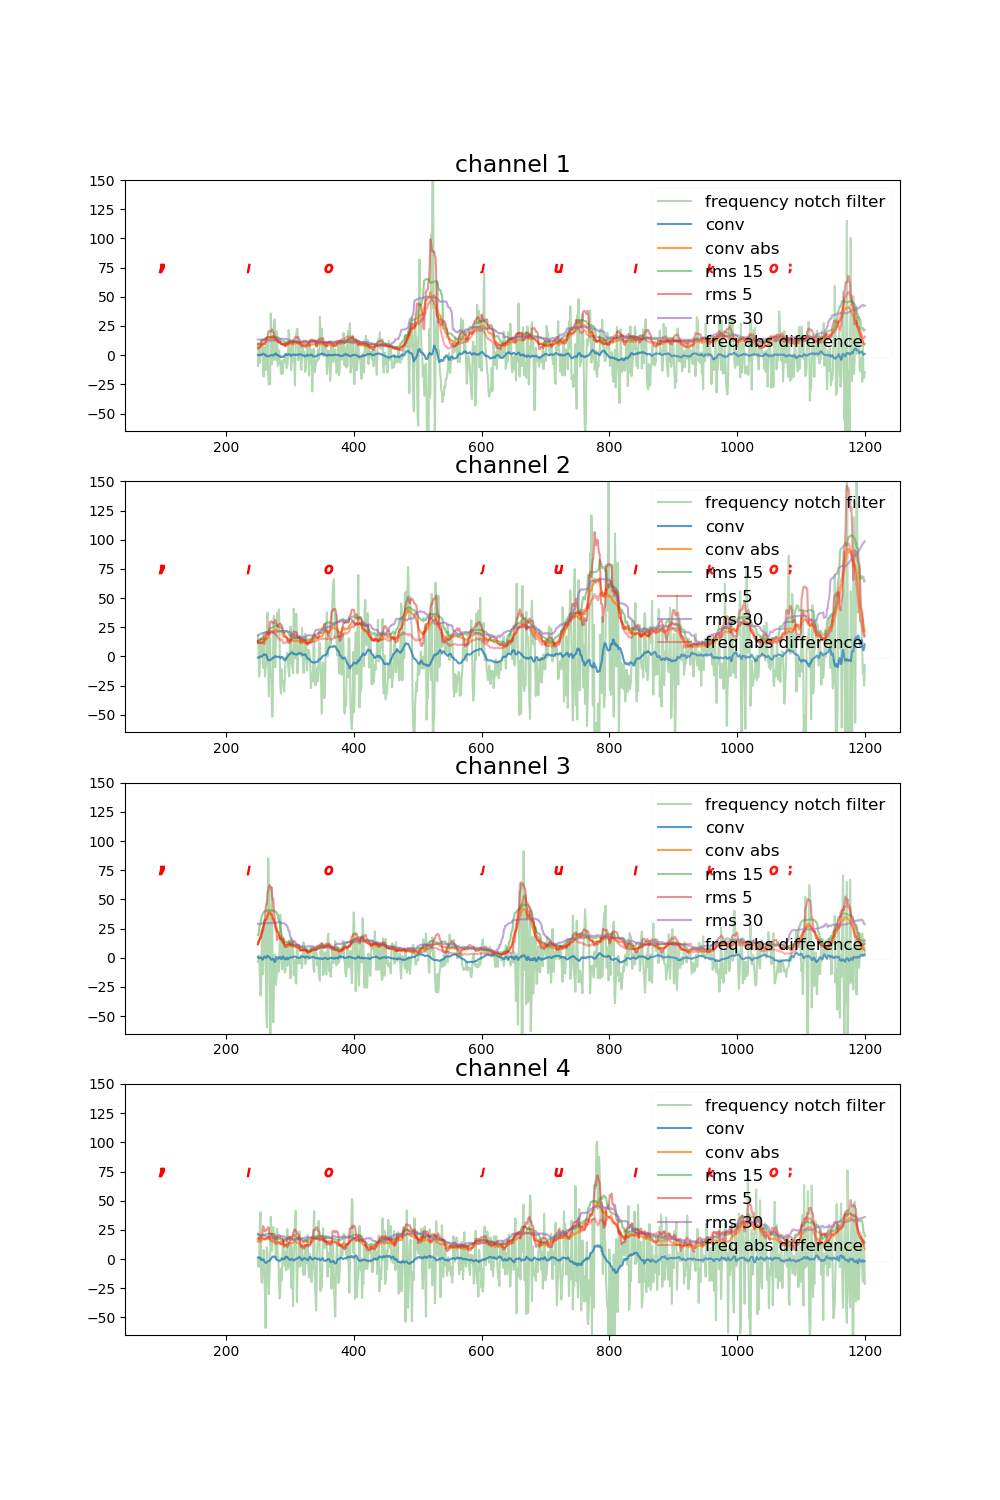 channel 1
150
125
100
75
50
25
0
−25
−50
frequency notch filter
conv
conv abs
rms 15
rms 5
rms 30
freq abs difference
l o J u l k o ;
200 400 600 800 1000 1200
channel 2
150
125
100
75
50
25
0
−25
−50
frequency notch filter
conv
conv abs
rms 15
rms 5
rms 30
freq abs difference
l o J u l k o ;
200 400 600 800 1000 1200
channel 3
150
125
100
75
50
25
0
−25
−50
frequency notch filter
conv
conv abs
rms 15
rms 5
rms 30
freq abs difference
l o J u l k o ;
200 400 600 800 1000 1200
channel 4
150
125
100
75
50
25
0
−25
−50
frequency notch filter
conv
conv abs
rms 15
rms 5
rms 30
freq abs difference
l o J u l k o ;
200 400 600 800 1000 1200